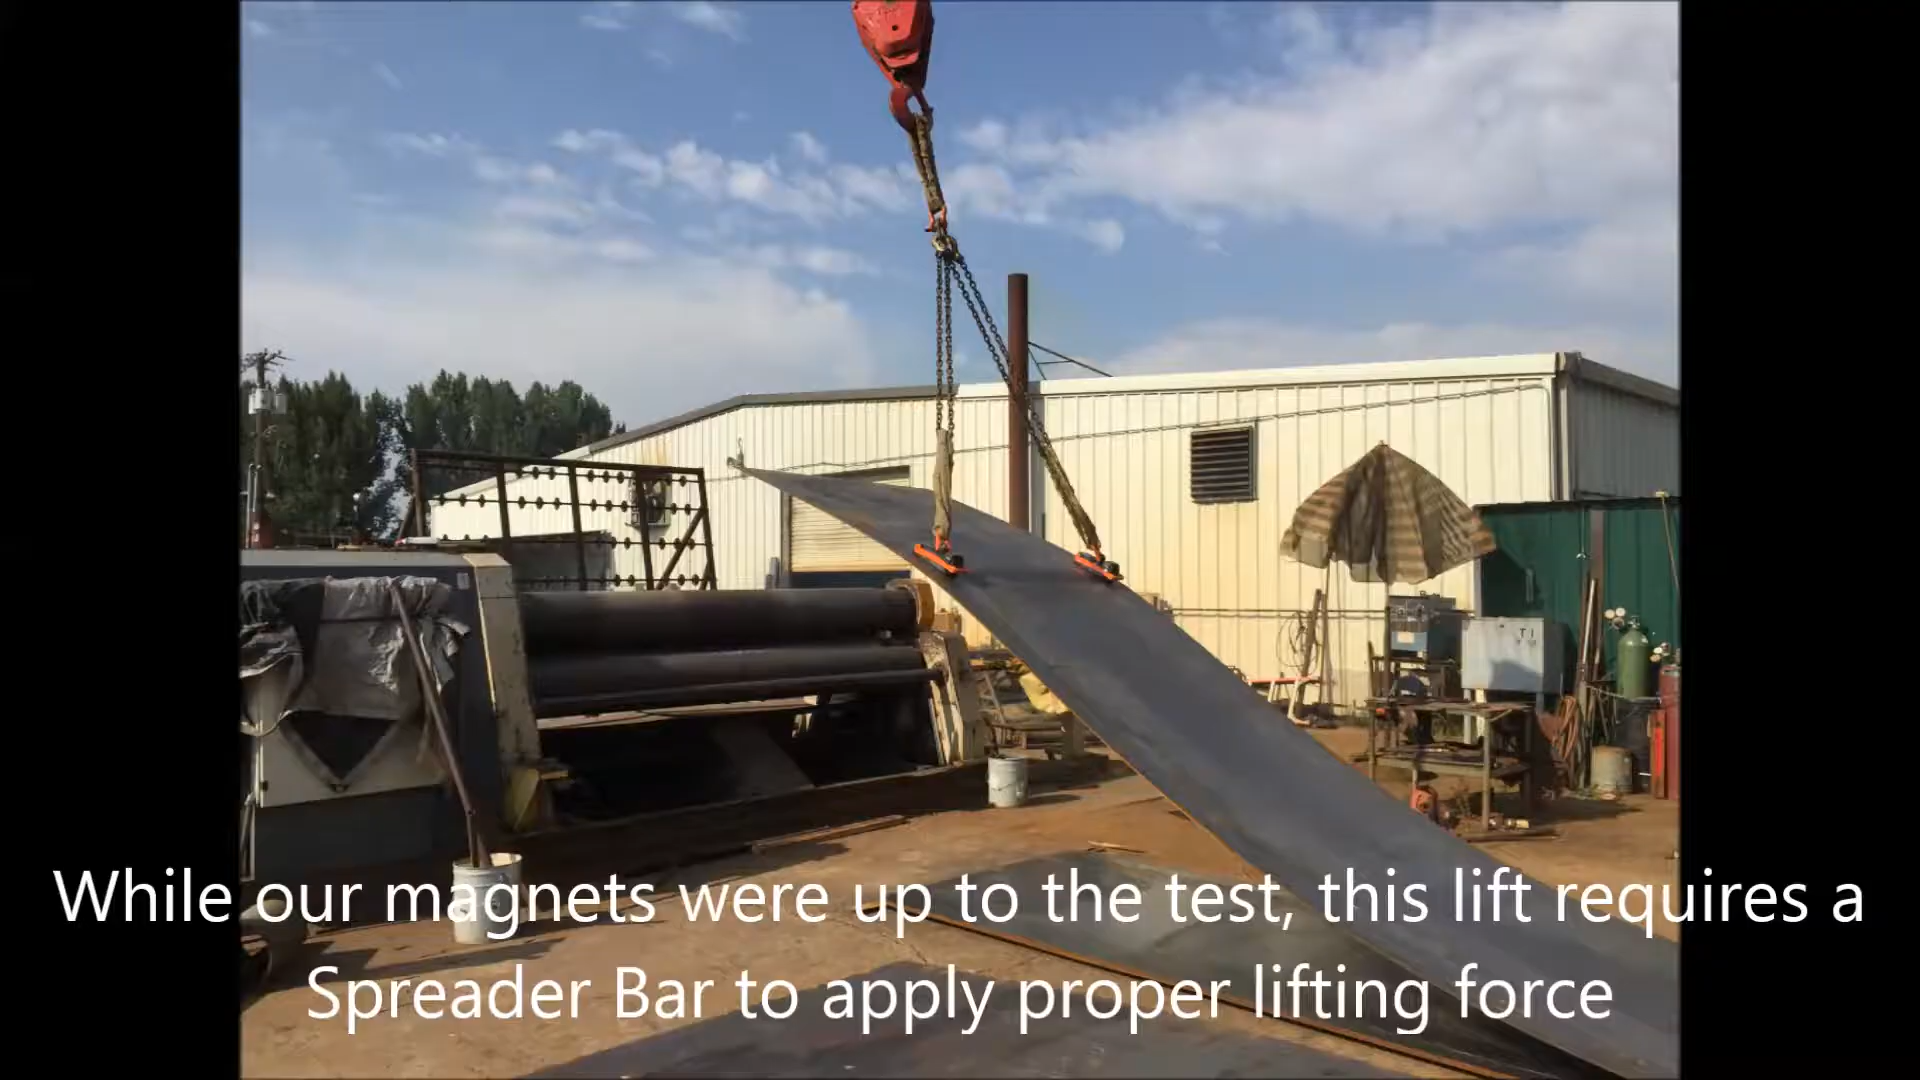 While our magnets were up to the test, this lift requires a
Spreader Bar to apply proper lifting force